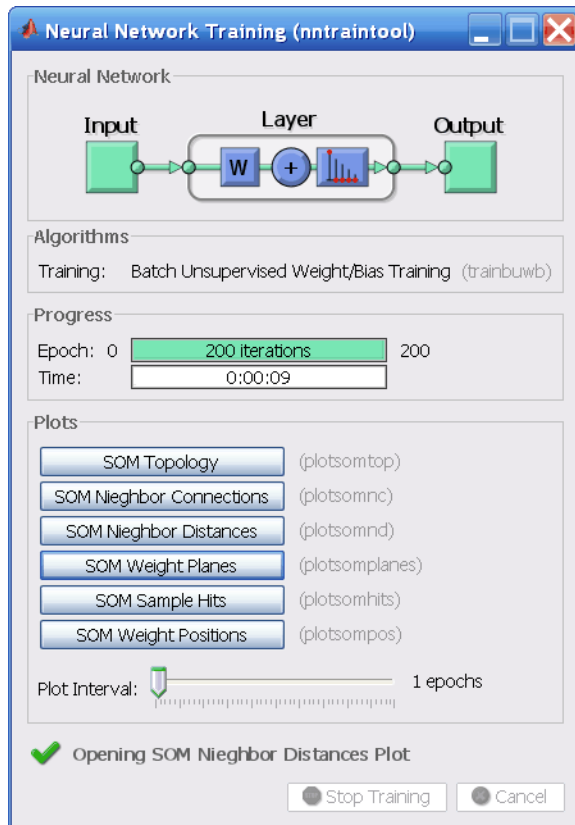 Neural Network Training (nntraintool)
Neural Network
Input
Layer
Output
W
+
Algorithms
Training: Batch Unsupervised Weight/Bias Training (trainbuwb)
Progress
Epoch: 0 200 iterations 200
Time: 0:00:09
Plots
SOM Topology (plotsomtop)
SOM Nieghbor Connections (plotsomnc)
SOM Nieghbor Distances (plotsomnd)
SOM Weight Planes (plotsomplanes)
SOM Sample Hits (plotsomhits)
SOM Weight Positions (plotsompos)
Plot Interval: 1 epochs
Opening SOM Nieghbor Distances Plot
Stop Training Cancel